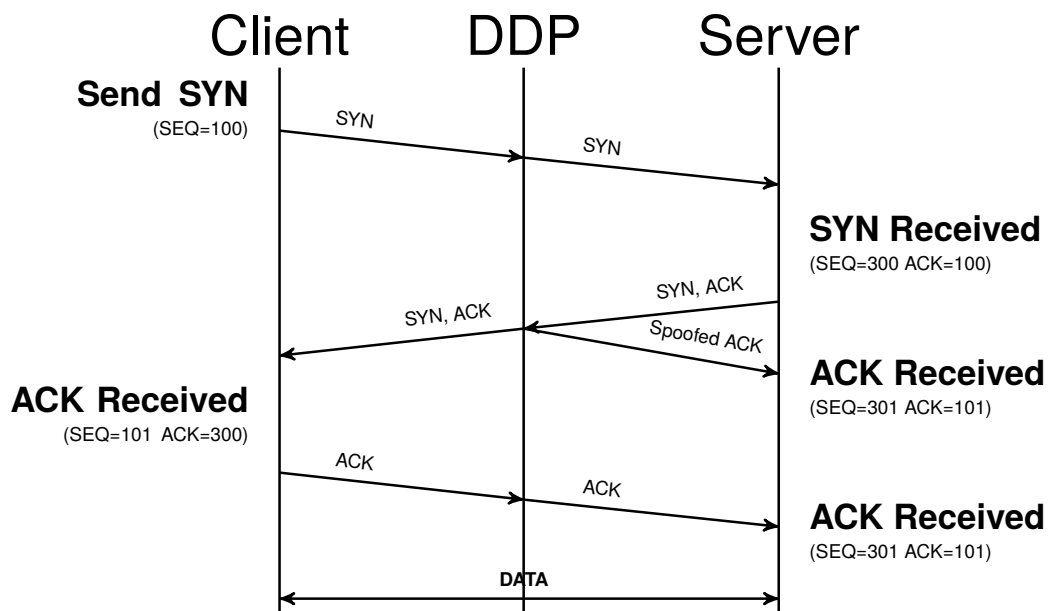 Client DDP Server
Send SYN
(SEQ=100)
SYN
SYN
SYN Received
(SEQ=300 ACK=100)
SYN, ACK
SYN, ACK
Spoofed ACK
ACK Received
(SEQ=301 ACK=101)
ACK Received
(SEQ=101 ACK=300)
ACK
ACK
ACK Received
(SEQ=301 ACK=101)
DATA